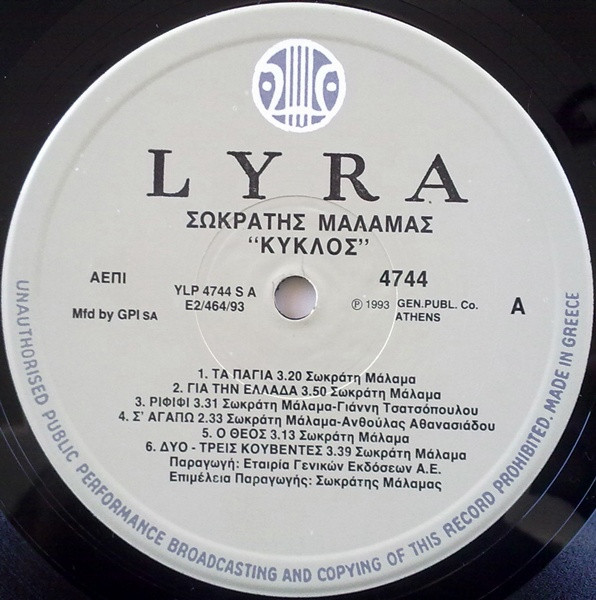 LYRA
ΣΩΚΡΑΤΗΣ ΜΑΛΑΜΑΣ
“ΚΥΚΛΟΣ”
ΑΕΠΙ
YLP 4744 S A
E2/464/93
Mfd by GPI SA
4744
℗ 1993 GEN.PUBL. Co.
ATHENS
A
1. ΤΑ ΠΑΓΙΑ 3.20 Σωκράτη Μάλαμα
2. ΓΙΑ ΤΗΝ ΕΛΛΑΔΑ 3.50 Σωκράτη Μάλαμα
3. ΡΙΦΙΦΙ 3.31 Σωκράτη Μάλαμα-Γιάννη Τσατσόπουλου
4. Σ’ ΑΓΑΠΩ 2.33 Σωκράτη Μάλαμα-Ανθούλας Αθανασιάδου
5. Ο ΘΕΟΣ 3.13 Σωκράτη Μάλαμα
6. ΔΥΟ - ΤΡΕΙΣ ΚΟΥΒΕΝΤΕΣ 3.39 Σωκράτη Μάλαμα
Παραγωγή: Εταιρία Γενικών Εκδόσεων Α.Ε.
Επιμέλεια Παραγωγής: Σωκράτης Μάλαμας
UNAUTHORISED PUBLIC PERFORMANCE BROADCASTING AND COPYING OF THIS RECORD PROHIBITED. MADE IN GREECE